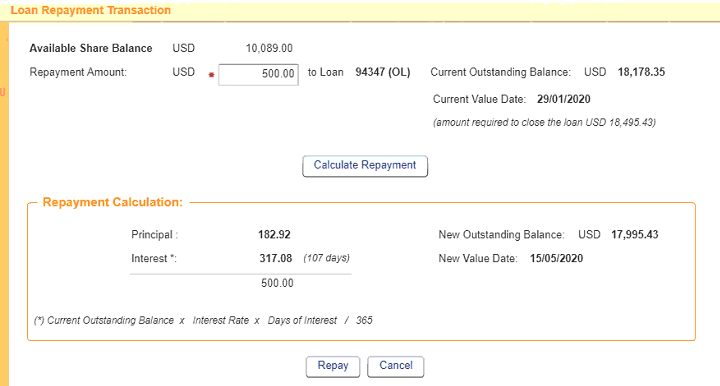 Loan Repayment Transaction
Available Share Balance USD 10,089.00
Repayment Amount: USD * 500.00 to Loan 94347 (OL) Current Outstanding Balance: USD 18,178.35
U
Current Value Date: 29/01/2020
(amount required to close the loan USD 18,495.43)
Calculate Repayment
Repayment Calculation:
Principal : 182.92 New Outstanding Balance: USD 17,995.43
Interest *: 317.08 (107 days) New Value Date: 15/05/2020
500.00
(*) Current Outstanding Balance x Interest Rate x Days of Interest / 365
Repay Cancel